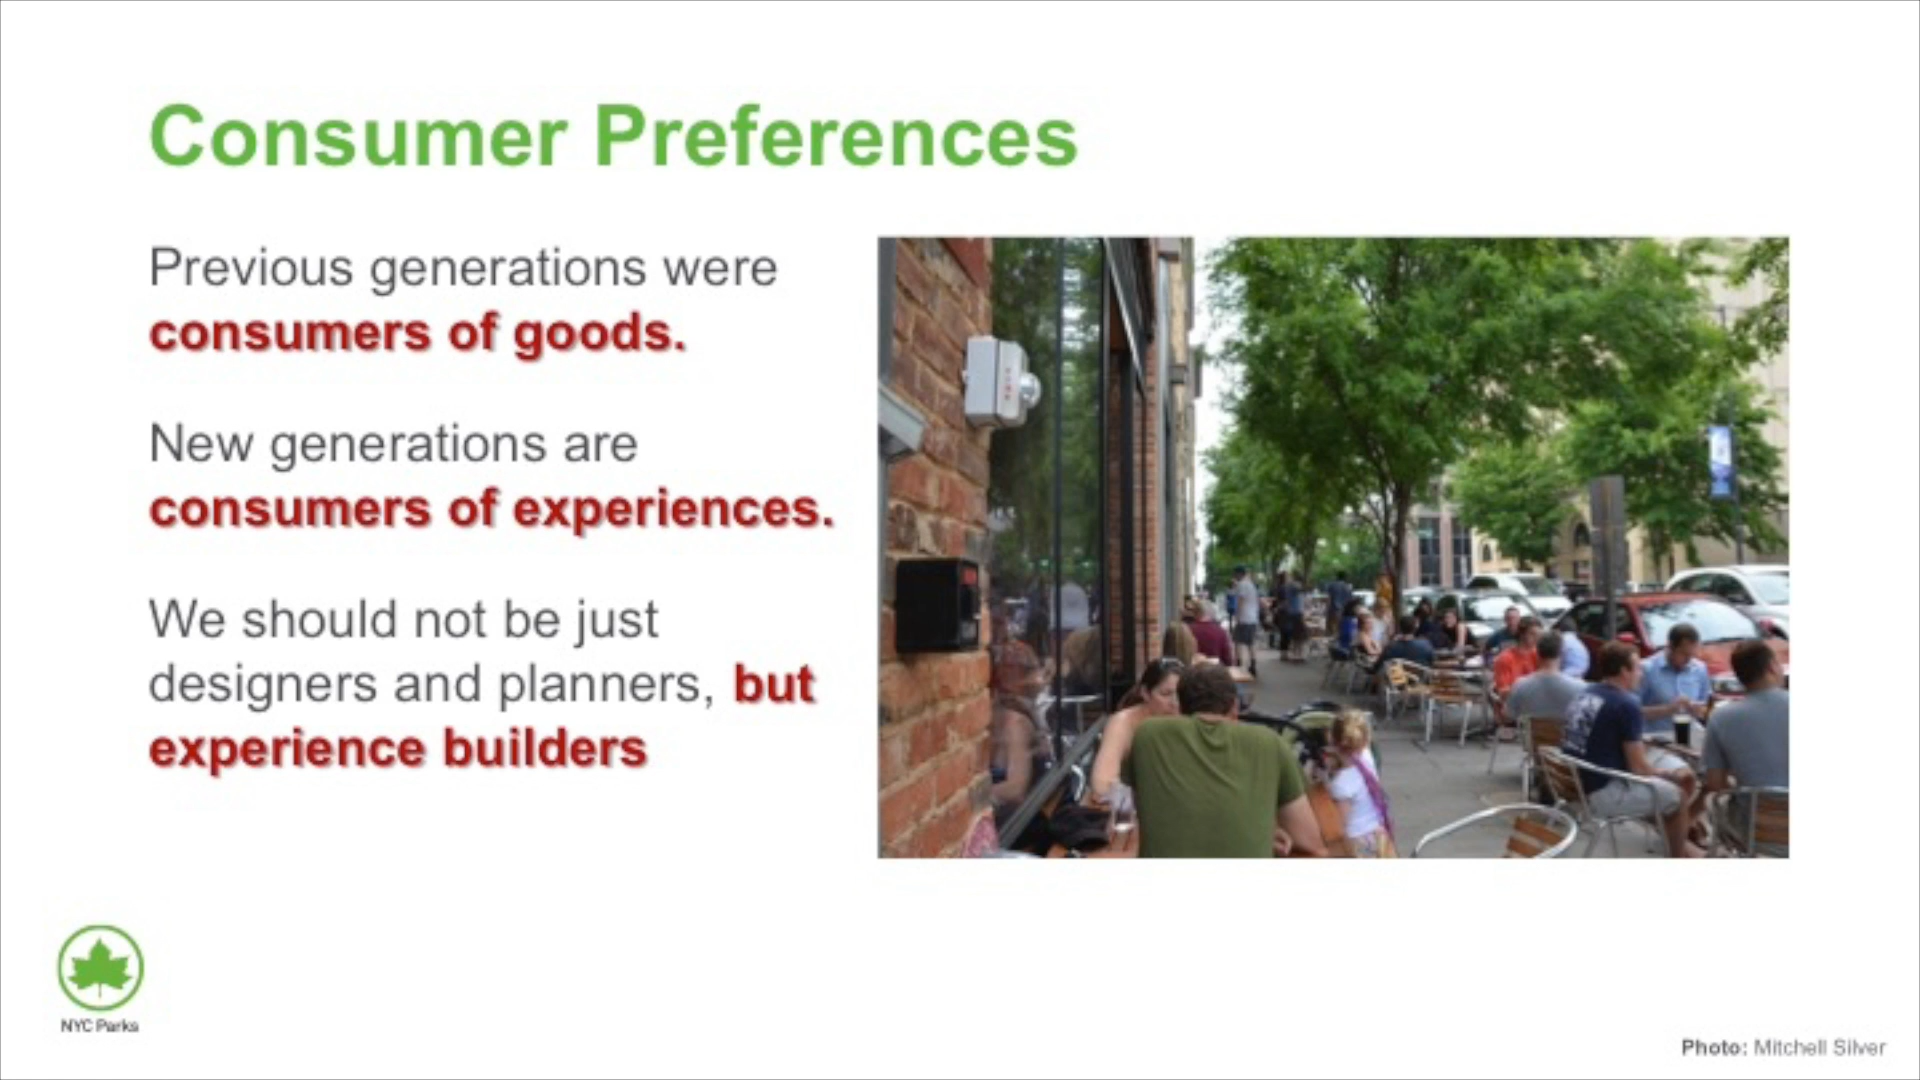 Consumer Preferences
Previous generations were
consumers of goods.
New generations are
consumers of experiences.
We should not be just
designers and planners, but
experience builders
NYC Parks
Photo: Mitchell Silver